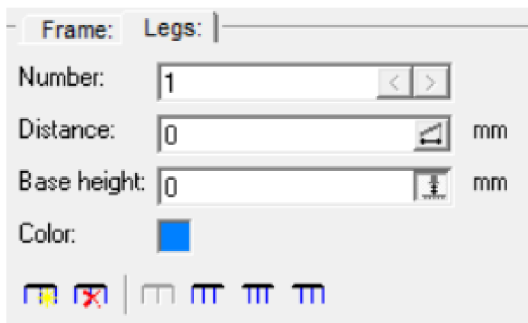 Frame: Legs:
Number: 1 < >
Distance: 0 mm
Base height: 0 mm
Color: